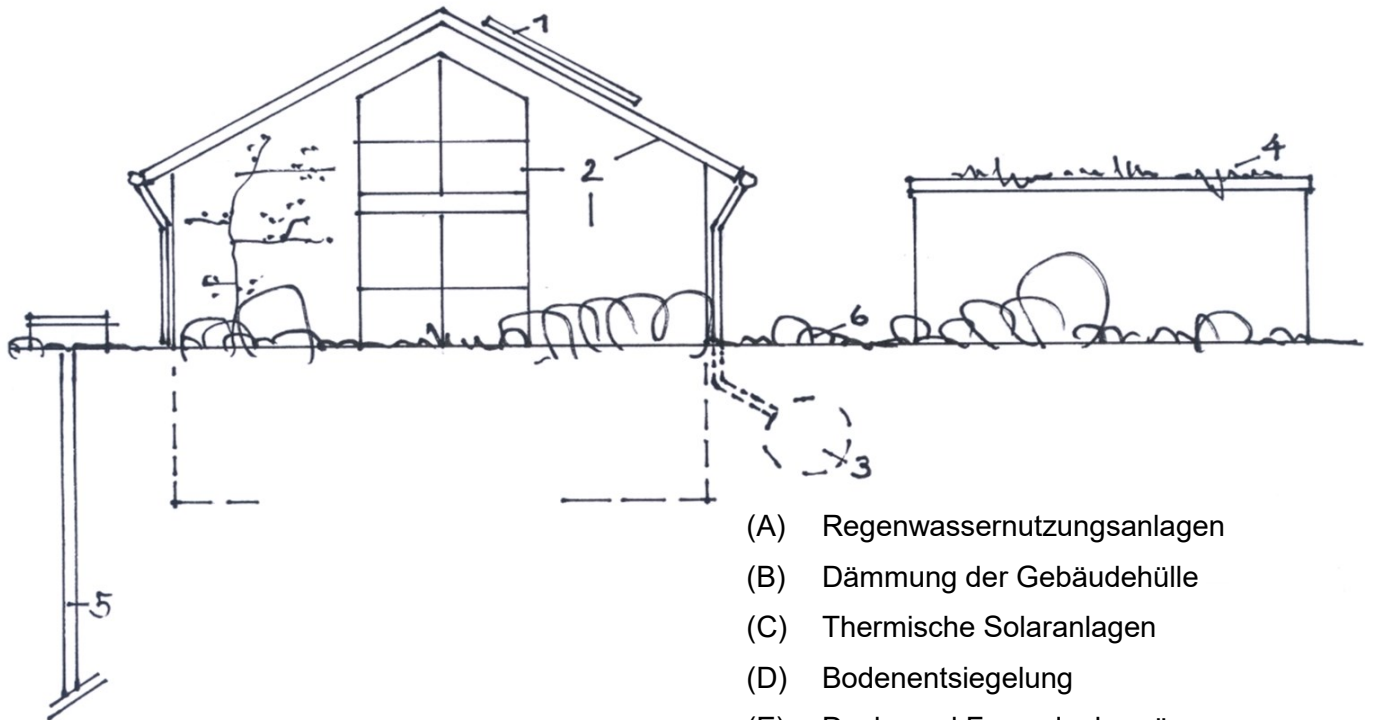 1
2
4
6
3
5
(A) Regenwassernutzungsanlagen
(B) Dämmung der Gebäudehülle
(C) Thermische Solaranlagen
(D) Bodenentsiegelung